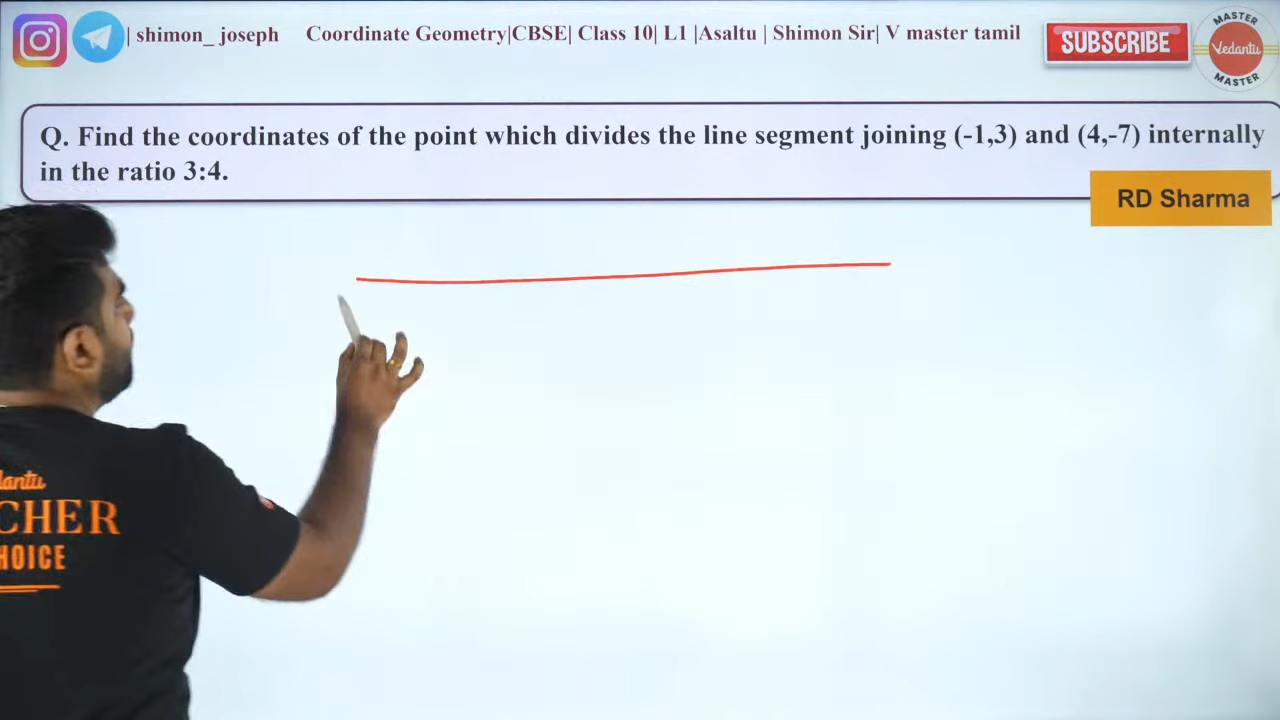 | shimon_ joseph
Coordinate Geometry|CBSE| Class 10| L1 |Asaltu | Shimon Sir| V master tamil
SUBSCRIBE
MASTER
Vedantu
MASTER
Q. Find the coordinates of the point which divides the line segment joining (-1,3) and (4,-7) internally
in the ratio 3:4.
RD Sharma
dantu
CHER
HOICE